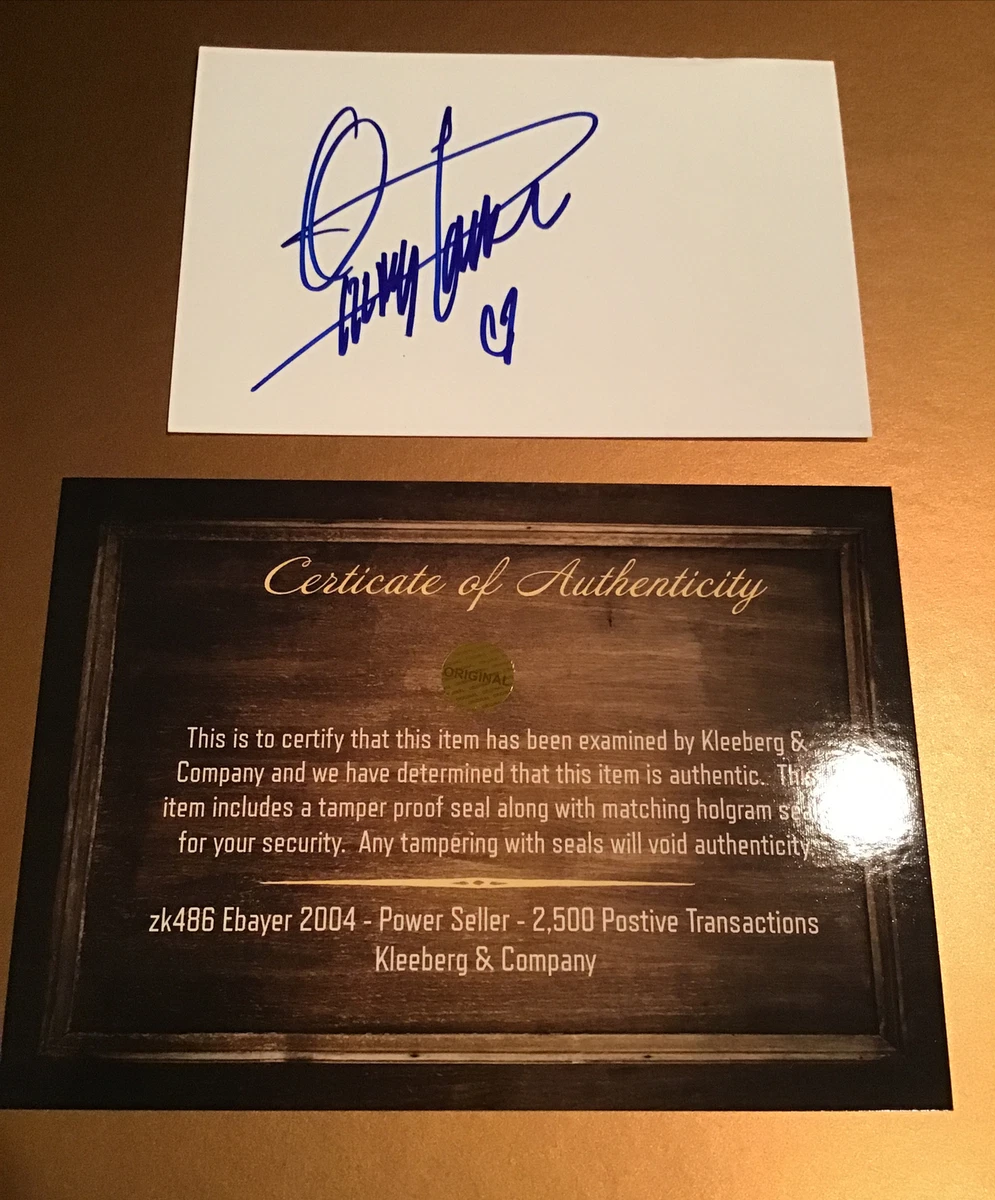 Certicate of Authenticity
ORIGINAL
This is to certify that this item has been examined by Kleeberg &
Company and we have determined that this item is authentic. This
item includes a tamper proof seal along with matching holgram seal
for your security. Any tampering with seals will void authenticity.
zk486 Ebayer 2004 - Power Seller - 2,500 Postive Transactions
Kleeberg & Company